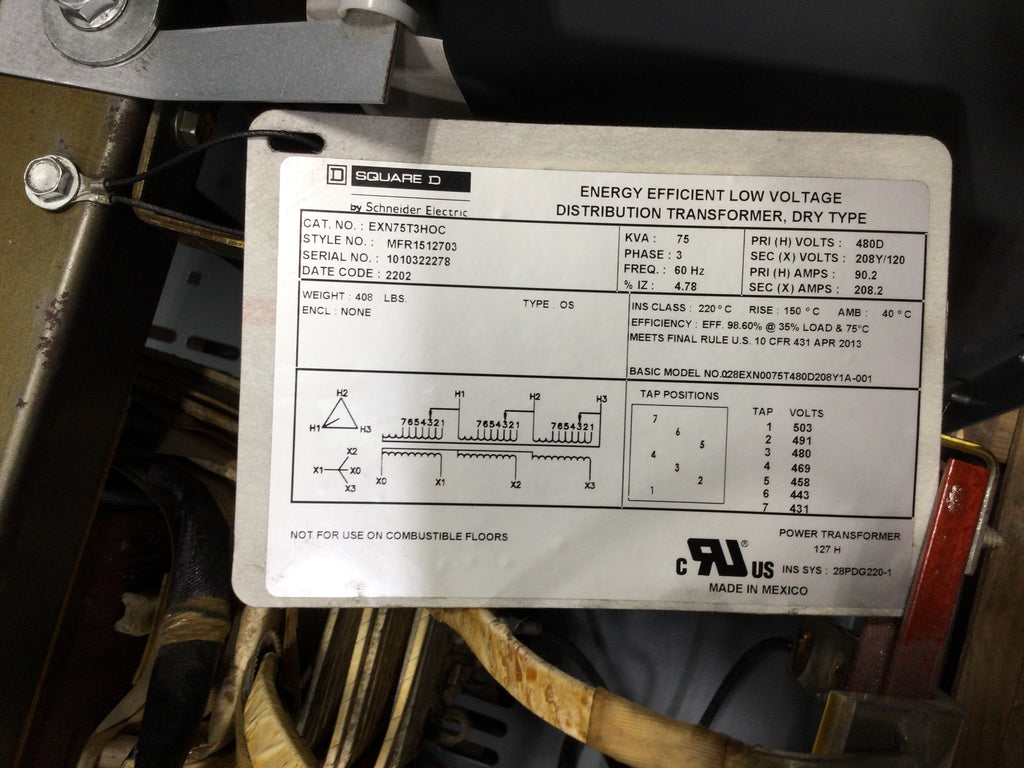 SQUARE D
by Schneider Electric
ENERGY EFFICIENT LOW VOLTAGE
DISTRIBUTION TRANSFORMER, DRY TYPE
CAT. NO. : EXN75T3HOC
STYLE NO. : MFR1512703
SERIAL NO. : 1010322278
DATE CODE : 2202
KVA : 75
PHASE : 3
FREQ. : 60 Hz
% IZ : 4.78
PRI (H) VOLTS : 480D
SEC (X) VOLTS : 208Y/120
PRI (H) AMPS : 90.2
SEC (X) AMPS : 208.2
WEIGHT : 408 LBS.
TYPE : OS
ENCL : NONE
INS CLASS : 220°C RISE : 150°C AMB : 40°C
EFFICIENCY : EFF. 98.60% @ 35% LOAD & 75°C
MEETS FINAL RULE U.S. 10 CFR 431 APR 2013
BASIC MODEL NO.028EXN0075T480D208Y1A-001
H2
H1 H3
X2
X1 X0
X3
H1 H2 H3
7654321 7654321 7654321
X0 X1 X2 X3
TAP POSITIONS
7
6
5
4
3
2
1
TAP VOLTS
1 503
2 491
3 480
4 469
5 458
6 443
7 431
NOT FOR USE ON COMBUSTIBLE FLOORS
POWER TRANSFORMER
127 H
C RU® US
INS SYS : 28PDG220-1
MADE IN MEXICO